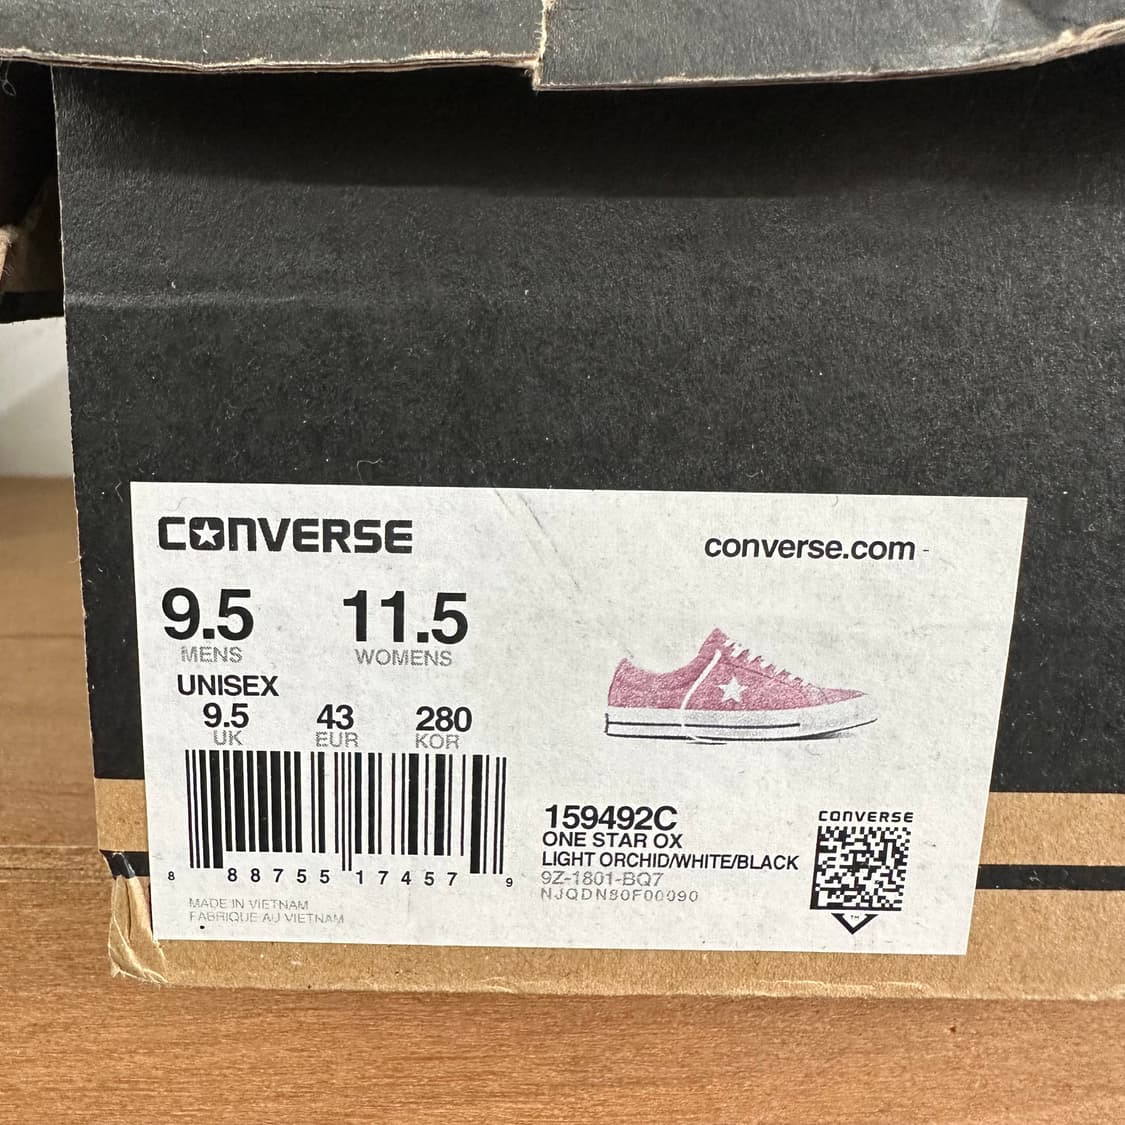 CONVERSE
converse.com
9.5 11.5
MENS WOMENS
UNISEX
9.5 43 280
UK EUR KOR
8 88755 17457 9
MADE IN VIETNAM
FABRIQUE AU VIETNAM
159492C
ONE STAR OX
LIGHT ORCHID/WHITE/BLACK
9Z-1801-BQ7
NJQDN80F00090
CONVERSE
TM